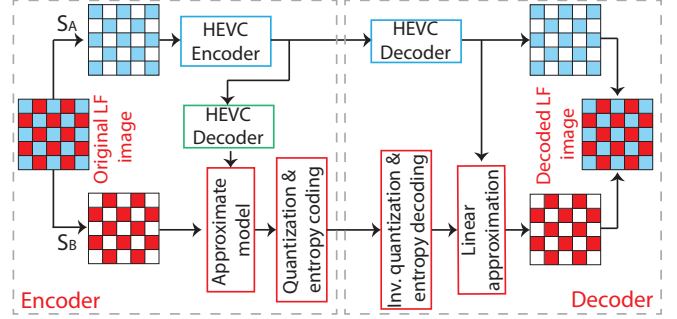 SA
HEVC
Encoder
HEVC
Decoder
HEVC
Decoder
Original LF
image
Decoded LF
image
SB
Approximate
model
Quantization &
entropy coding
Inv. quantization &
entropy decoding
Linear
approximation
Encoder
Decoder